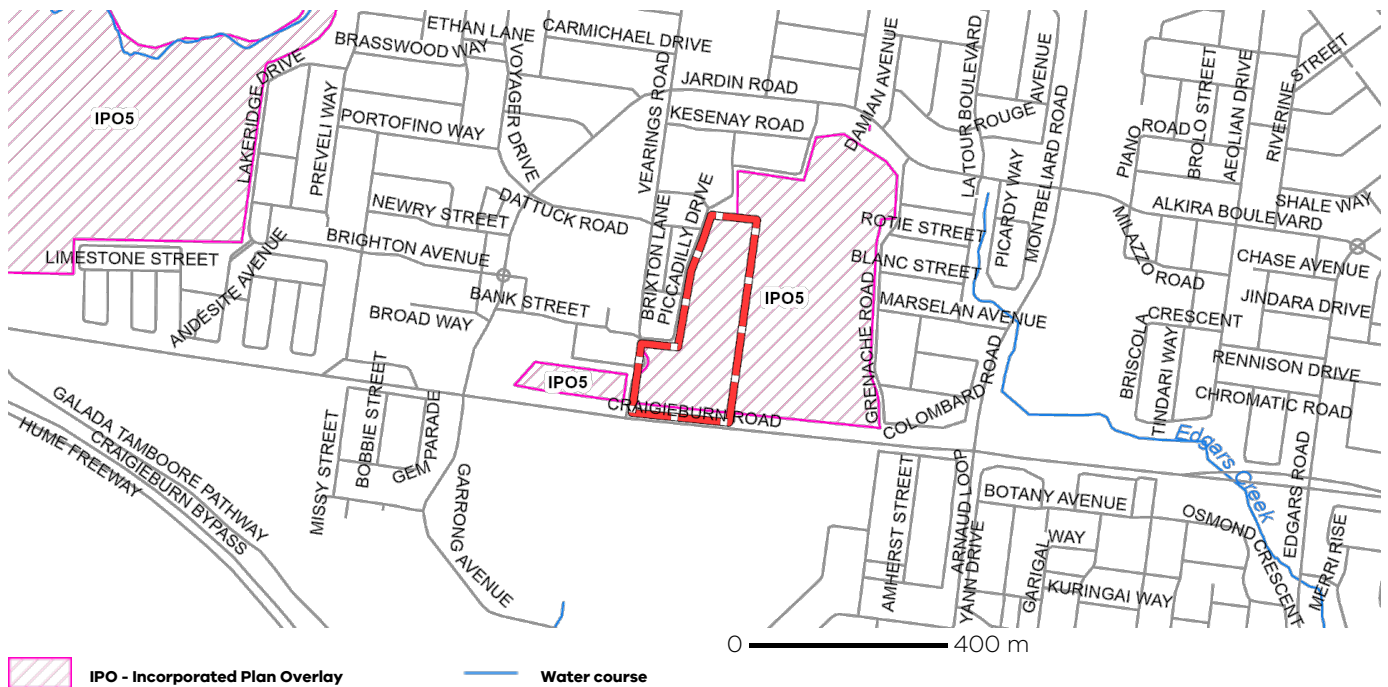 ETHAN LANE
CARMICHAEL DRIVE
BRASSWOOD WAY
VOYAGER DRIVE
DAMIAN AVENUE
LA TOUR BOULEVARD
ROUGE AVENUE
BROLO STREET
AEOLIAN DRIVE
RIVERINE STREET
LAKERIDGE DRIVE
PREVELI WAY
VEARINGS ROAD
JARDIN ROAD
MONTBELIARD ROAD
IPO5
PORTOFINO WAY
KESENAY ROAD
PIANO ROAD
PICARDY WAY
NEWRY STREET
DATTUCK ROAD
BRIXTON LANE
PICCADILLY DRIVE
ROTIE STREET
MILAZZO ROAD
ALKIRA BOULEVARD
SHALE WAY
BRIGHTON AVENUE
LIMESTONE STREET
ANDESITE AVENUE
BLANC STREET
CHASE AVENUE
BANK STREET
IPO5
GRENACHE ROAD
MARSELAN AVENUE
JINDARA DRIVE
BROAD WAY
BRISCOLA CRESCENT
TINDARI WAY
RENNISON DRIVE
IPO5
COLOMBARD ROAD
CHROMATIC ROAD
CRAIGIEBURN ROAD
GALADA TAMBOORE PATHWAY
CRAIGIEBURN BYPASS
HUME FREEWAY
MISSY STREET
BOBBIE STREET
GEM PARADE
GARRONG AVENUE
Edgars Creek
EDGARS ROAD
AMHERST STREET
ARNAUD LOOP
YANN DRIVE
BOTANY AVENUE
GARIGAL WAY
OSMOND CRESCENT
MERRI RISE
KURINGAI WAY
0 400 m
IPO - Incorporated Plan Overlay
Water course